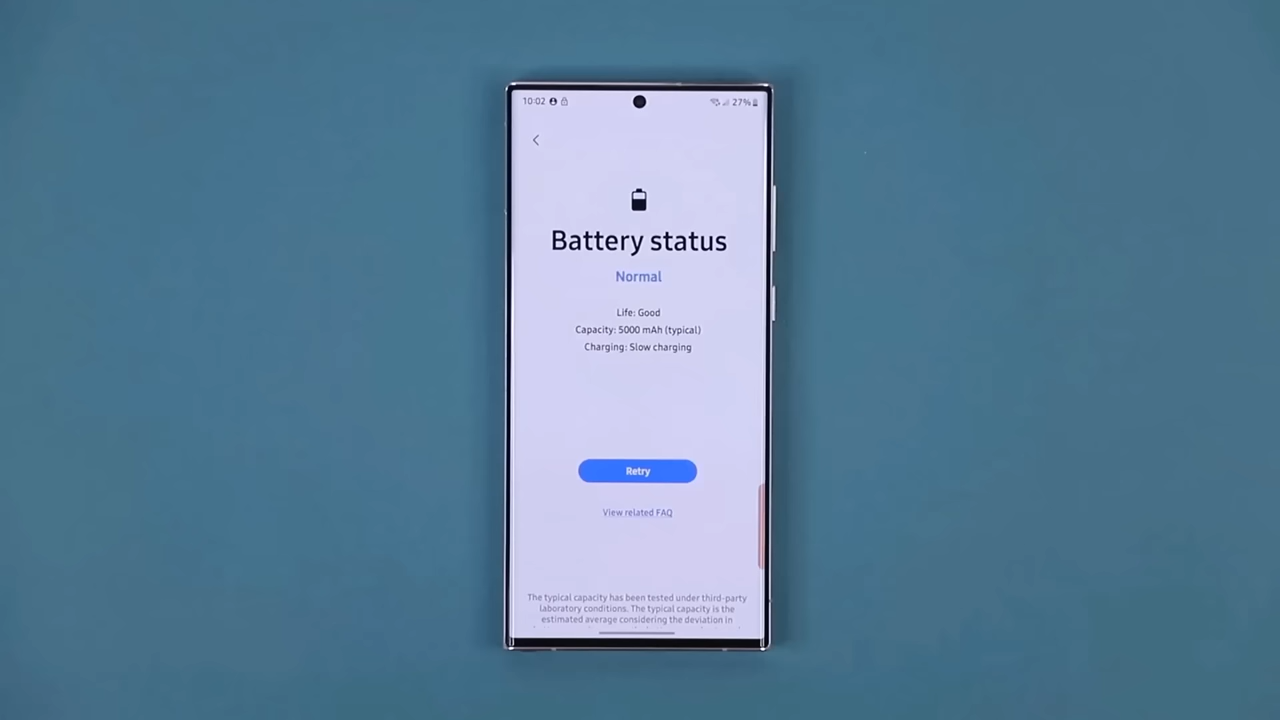 10:02
27%
Battery status
Normal
Life: Good
Capacity: 5000 mAh (typical)
Charging: Slow charging
Retry
View related FAQ
The typical capacity has been tested under third-party
laboratory conditions. The typical capacity is the
estimated average considering the deviation in